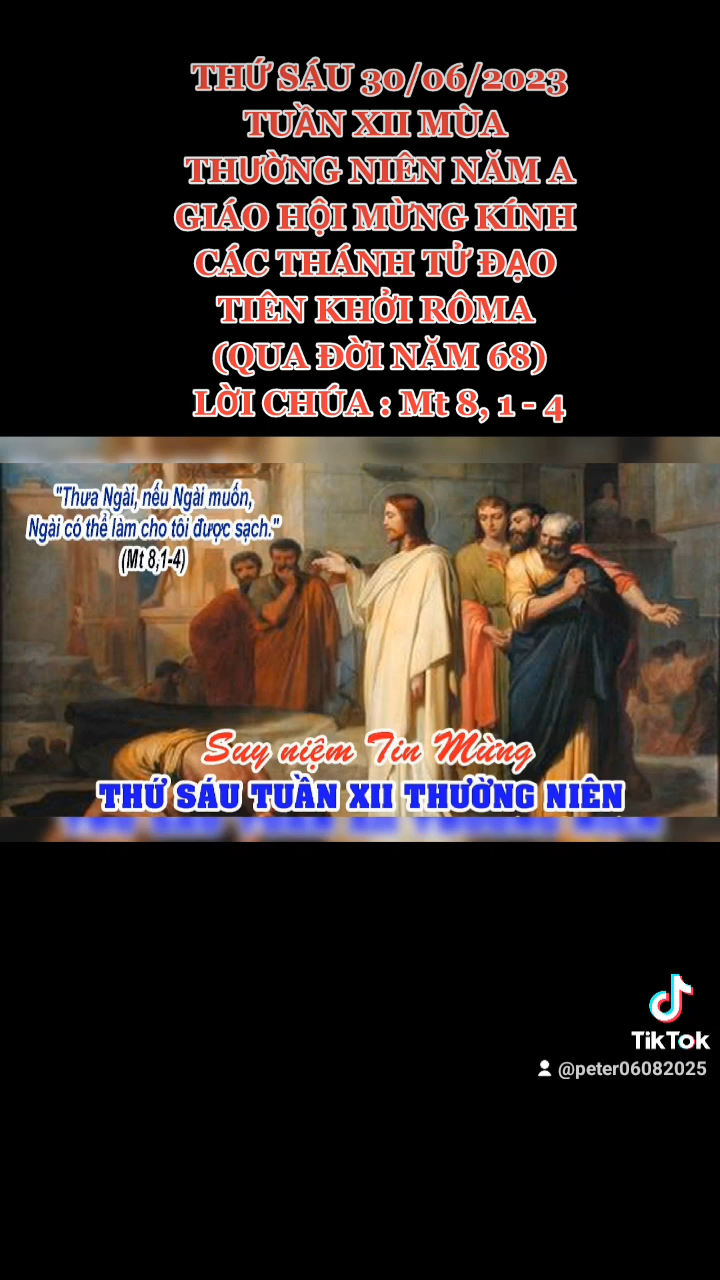 THỨ SÁU 30/06/2023
TUẦN XII MÙA
THƯỜNG NIÊN NĂM A
GIÁO HỘI MỪNG KÍNH
CÁC THÁNH TỬ ĐẠO
TIÊN KHỞI RÔMA
(QUA ĐỜI NĂM 68)
LỜI CHÚA : Mt 8, 1 - 4
"Thưa Ngài, nếu Ngài muốn,
Ngài có thể làm cho tôi được sạch."
(Mt 8,1-4)
Suy niệm Tin Mừng
THỨ SÁU TUẦN XII THƯỜNG NIÊN
TikTok
@peter06082025